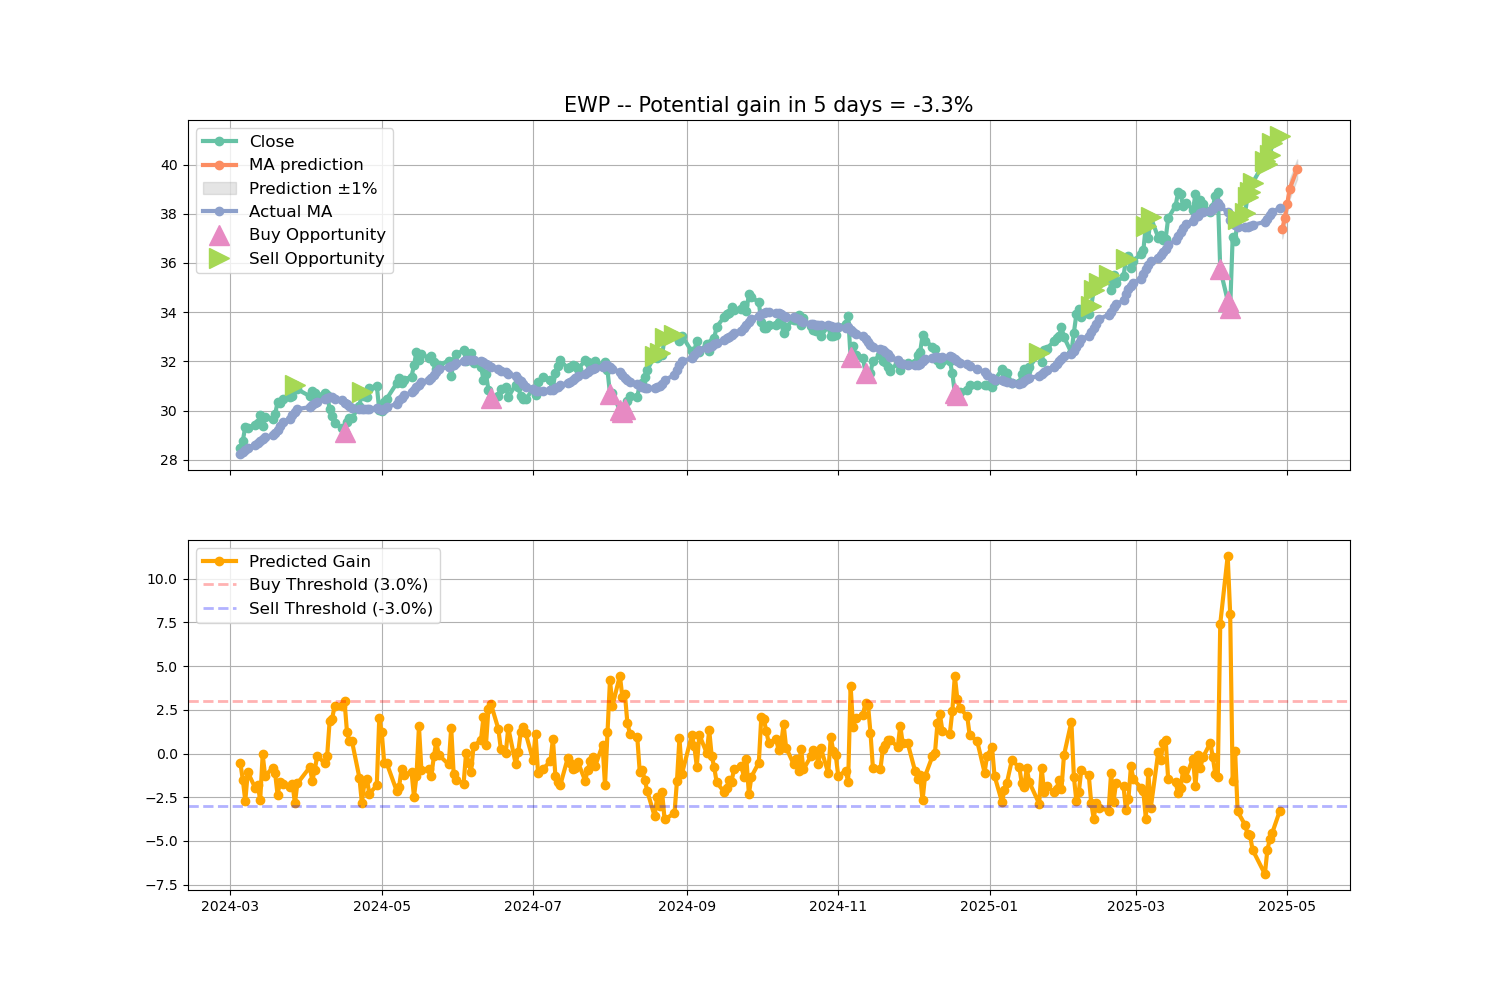 EWP -- Potential gain in 5 days = -3.3%
Close
MA prediction
Prediction ±1%
Actual MA
Buy Opportunity
Sell Opportunity
40
38
36
34
32
30
28
Predicted Gain
Buy Threshold (3.0%)
Sell Threshold (-3.0%)
10.0
7.5
5.0
2.5
0.0
−2.5
−5.0
−7.5
2024-03 2024-05 2024-07 2024-09 2024-11 2025-01 2025-03 2025-05